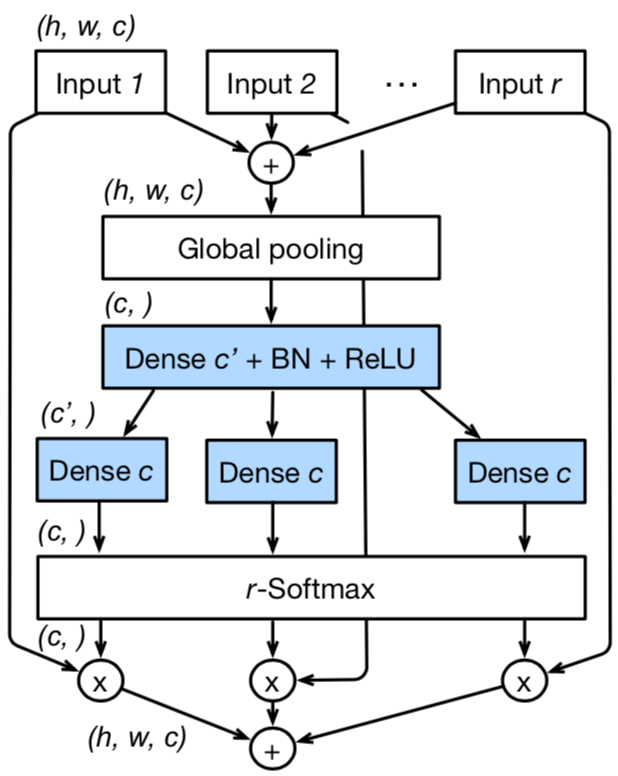 (h, w, c)
Input 1
Input 2
...
Input r
+
(h, w, c)
Global pooling
(c, )
Dense c’ + BN + ReLU
(c’, )
Dense c
Dense c
Dense c
(c, )
r-Softmax
(c, )
x
x
x
(h, w, c)
+